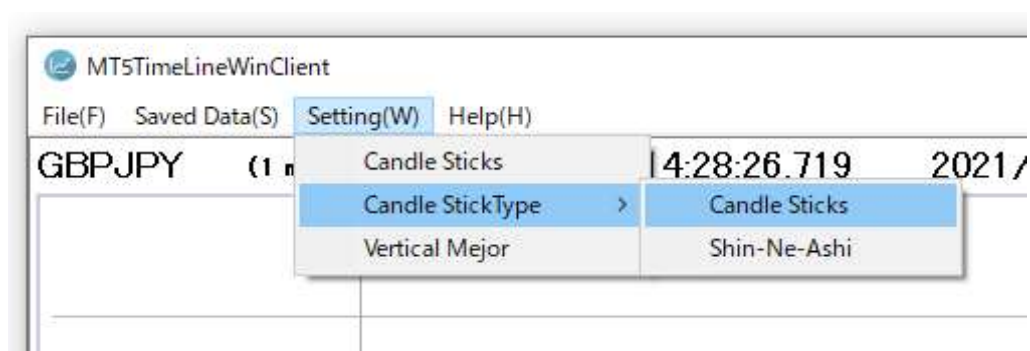 MT5TimeLineWinClient
File(F) Saved Data(S) Setting(W) Help(H)
GBPJPY (1 4:28:26.719 2021/
Candle Sticks
Candle StickType > Candle Sticks
Vertical Mejor Shin-Ne-Ashi